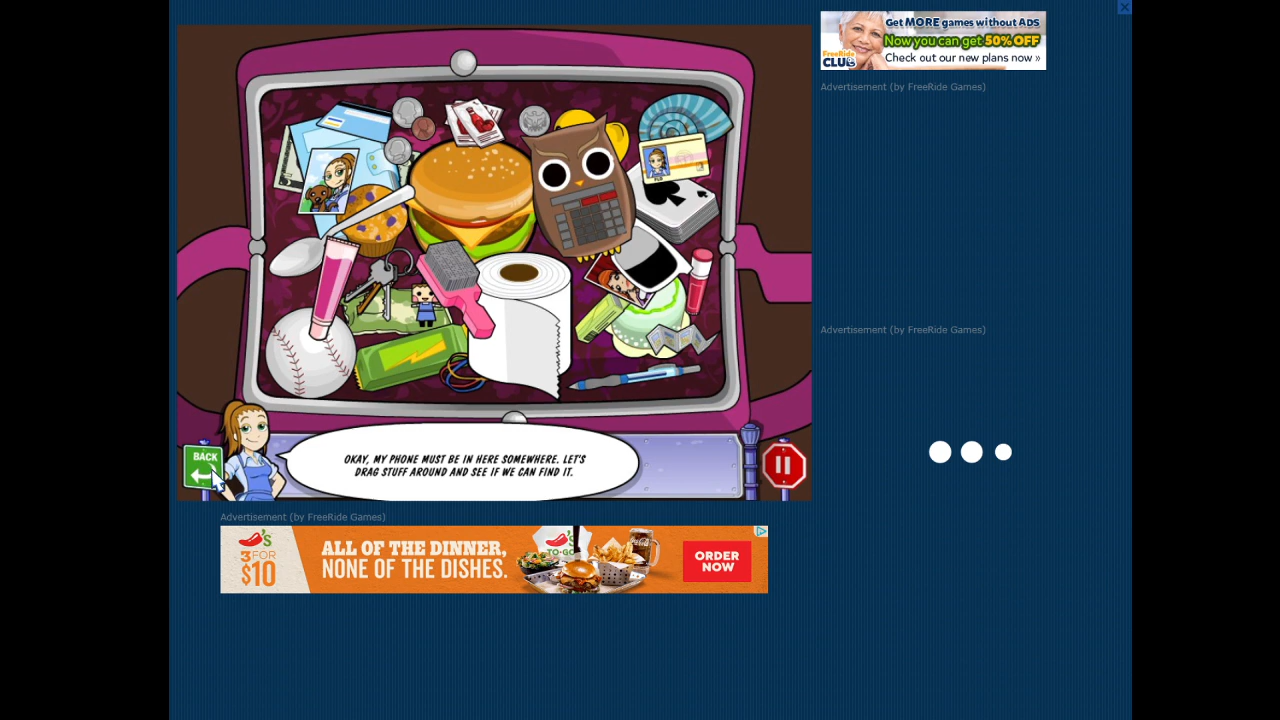 Get MORE games without ADS
Now you can get 50% OFF
FreeRide
CLUB
Check out our new plans now »
Advertisement (by FreeRide Games)
Advertisement (by FreeRide Games)
BACK
OKAY, MY PHONE MUST BE IN HERE SOMEWHERE. LET'S
DRAG STUFF AROUND AND SEE IF WE CAN FIND IT.
Advertisement (by FreeRide Games)
'S
3 FOR
$10
ALL OF THE DINNER,
NONE OF THE DISHES.
TO-GO
ORDER
NOW